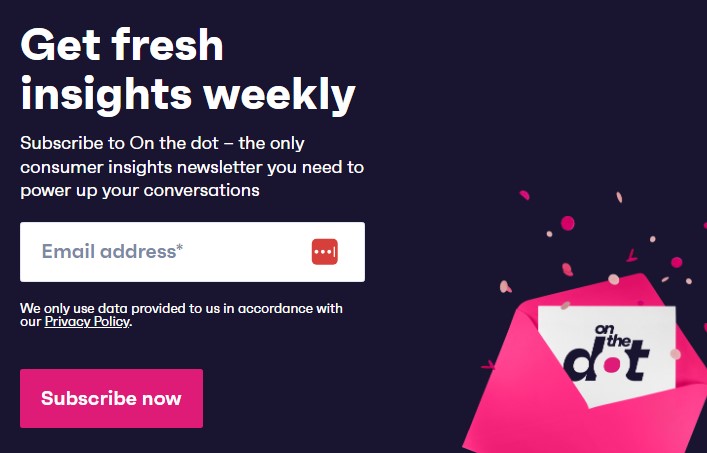 Get fresh
insights weekly
Subscribe to On the dot – the only
consumer insights newsletter you need to
power up your conversations
Email address*
We only use data provided to us in accordance with
our Privacy Policy.
Subscribe now
on
the
dot